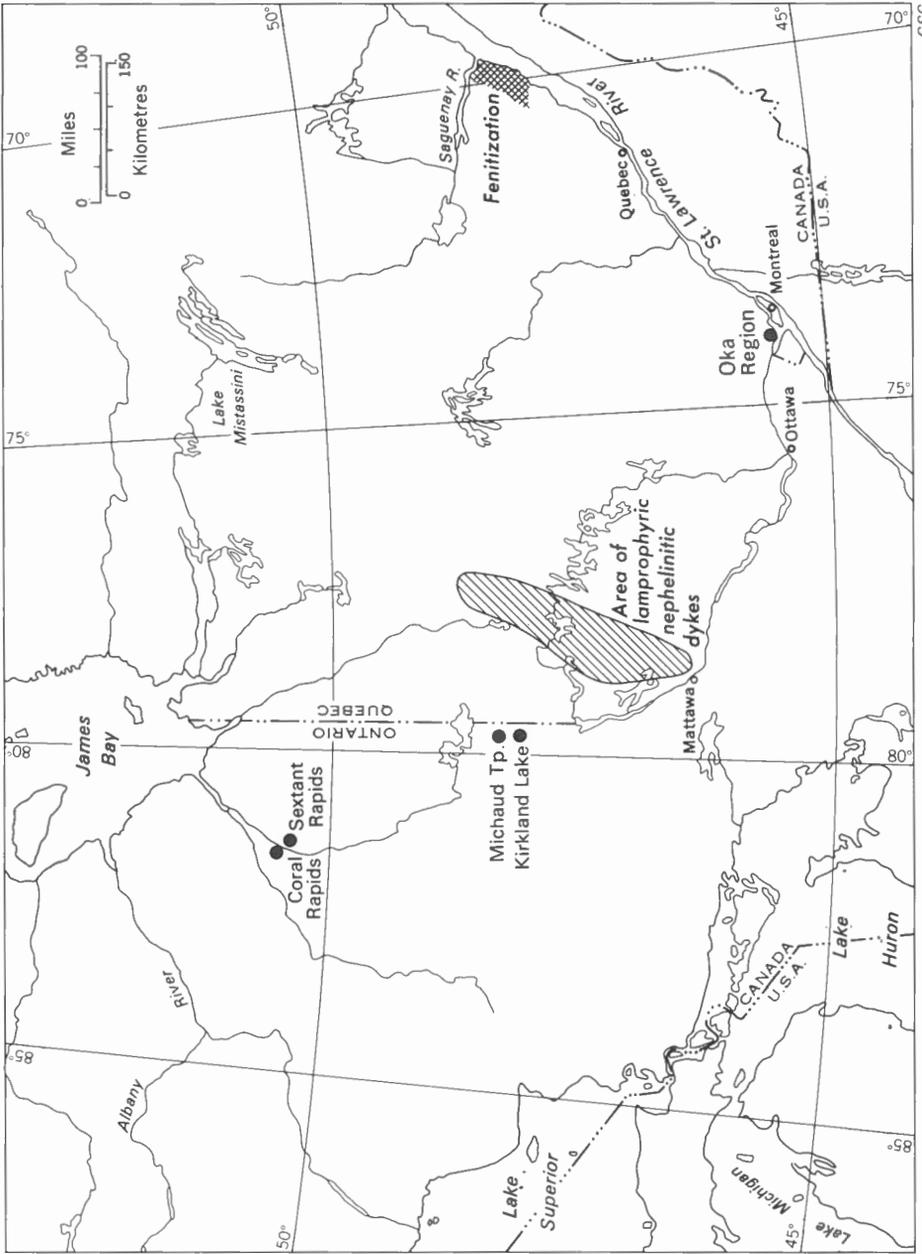 50°
45°
70°
GSC
Miles
0 100
0 150
Kilometres
70°
Saguenay R.
Fenitization
River
Quebec
St. Lawrence
CANADA
U.S.A.
Montreal
Oka
Region
Lake
Mistassini
75°
75°
Ottawa
Area of
lamprophyric
nephelinitic
dykes
James
Bay
QUEBEC
ONTARIO
80°
Mattawa
80°
Michaud Tp.
Kirkland Lake
Sextant
Rapids
Coral
Rapids
River
Albany
CANADA
U.S.A.
Lake
Huron
85°
85°
Lake
Superior
Michigan
Lake
50°
45°